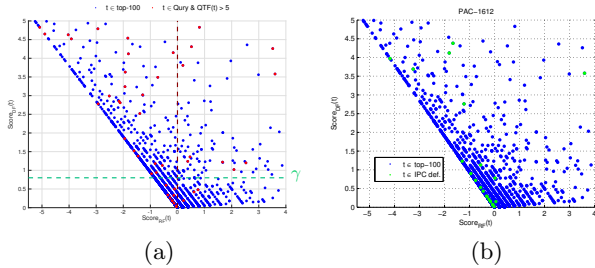 t ∈ top-100 t ∈ Qury & QTF(t) > 5
5
4.5
4
3.5
3
2.5
2
1.5
1
0.5
0
γ
-5 -4 -3 -2 -1 0 1 2 3 4
Score_RF(t)
(a)
PAC-1612
5
4.5
4
3.5
3
2.5
2
1.5
1
0.5
0
Score_DF(t)
t ∈ top-100
t ∈ IPC def.
-5 -4 -3 -2 -1 0 1 2 3 4
Score_RF(t)
(b)